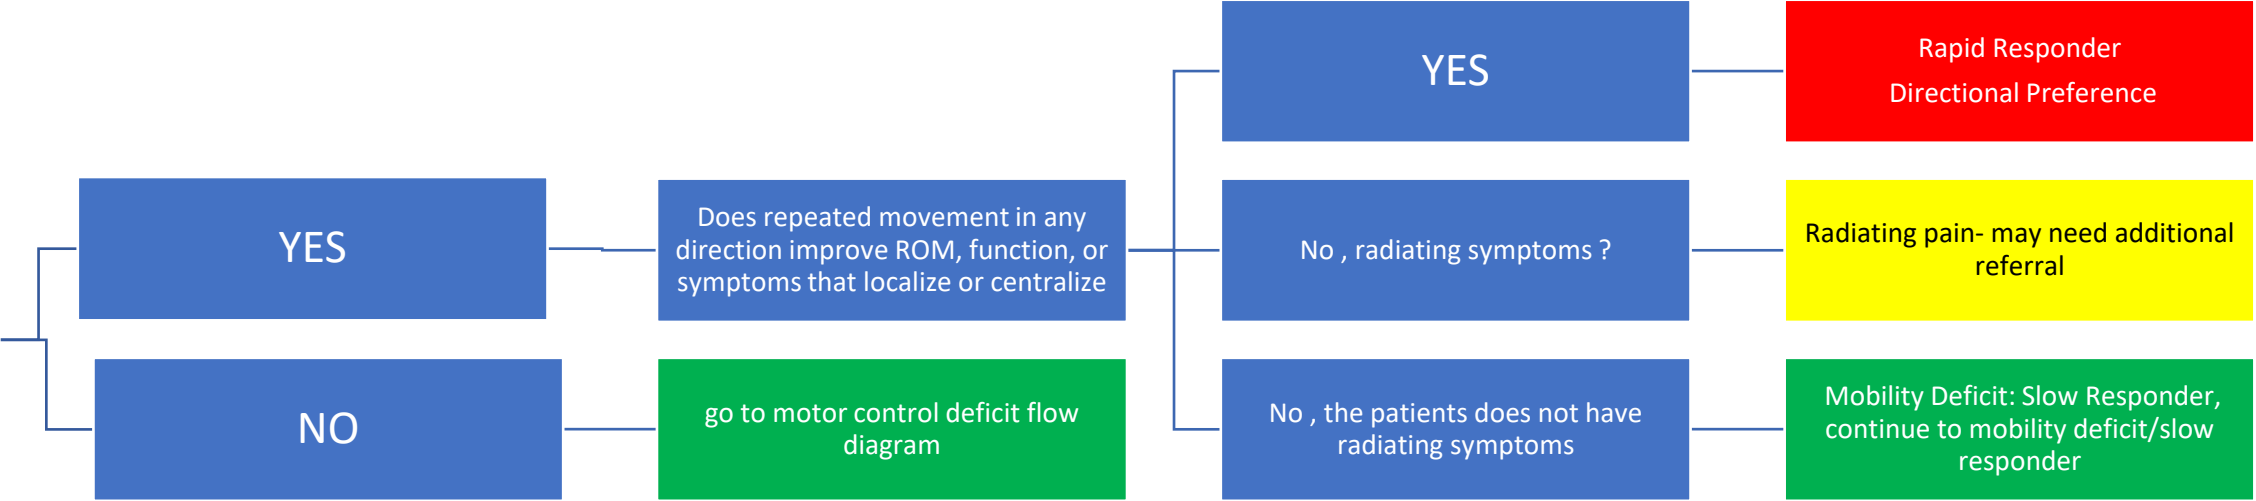 YES
NO
Does repeated movement in any
direction improve ROM, function, or
symptoms that localize or centralize
go to motor control deficit flow
diagram
YES
No , radiating symptoms ?
No , the patients does not have
radiating symptoms
Rapid Responder
Directional Preference
Radiating pain- may need additional
referral
Mobility Deficit: Slow Responder,
continue to mobility deficit/slow
responder